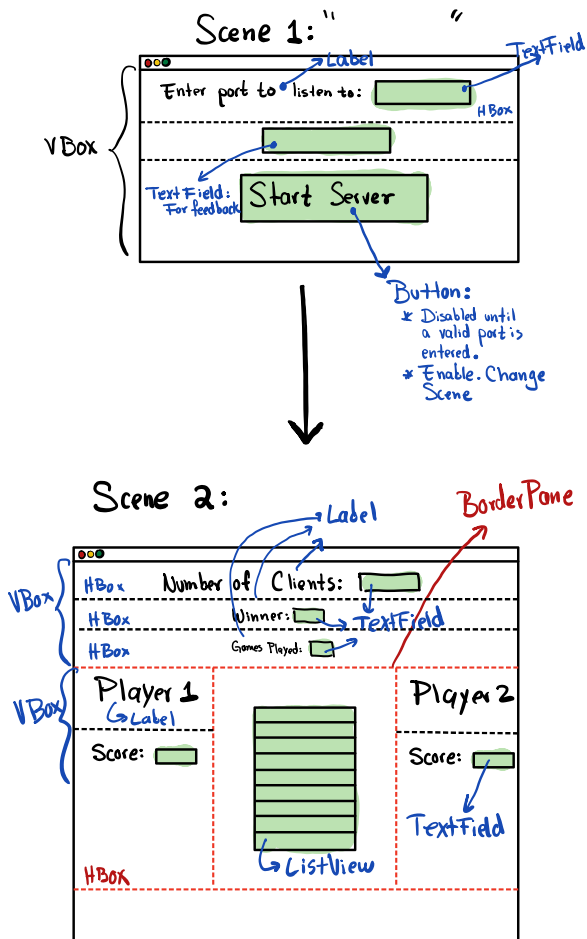 Scene 1: " "
Label
TextField
Enter port to listen to:
HBox
VBox
TextField:
For feedback
Start Server
Button:
* Disabled until
a valid port is
entered.
* Enable. Change
Scene
Scene 2:
Label
BorderPane
VBox
HBox
Number of Clients:
HBox
Winner:
TextField
HBox
Games Played:
VBox
Player 1
Label
Player 2
Score:
Score:
TextField
ListView
HBOX